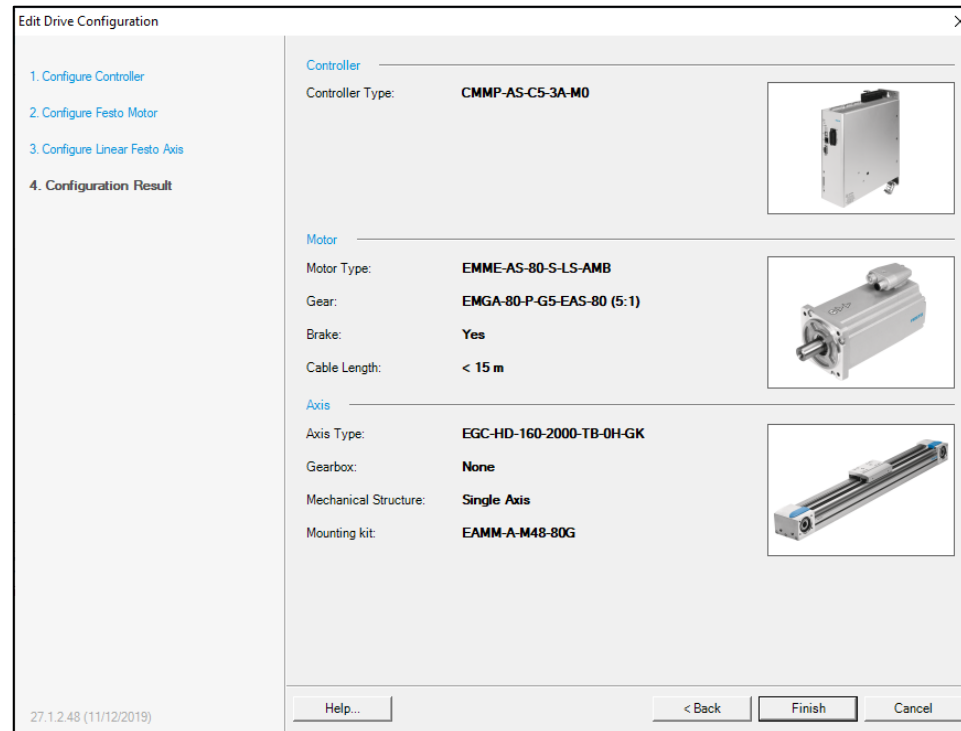 Edit Drive Configuration
1. Configure Controller
2. Configure Festo Motor
3. Configure Linear Festo Axis
4. Configuration Result
Controller
Controller Type: CMMP-AS-C5-3A-M0
Motor
Motor Type: EMME-AS-80-S-LS-AMB
Gear: EMGA-80-P-G5-EAS-80 (5:1)
Brake: Yes
Cable Length: < 15 m
Axis
Axis Type: EGC-HD-160-2000-TB-0H-GK
Gearbox: None
Mechanical Structure: Single Axis
Mounting kit: EAMM-A-M48-80G
27.1.2.48 (11/12/2019)
Help...
< Back
Finish
Cancel